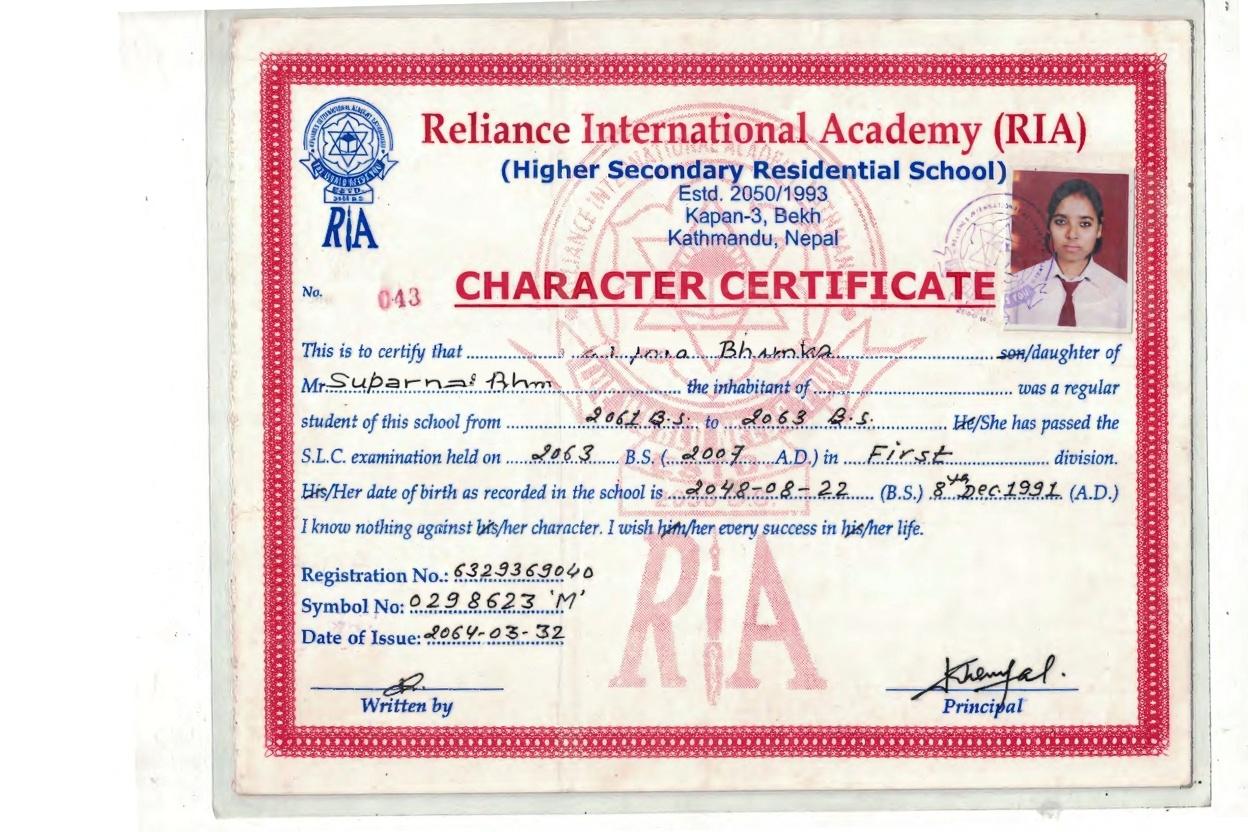 Reliance International Academy (RIA)
(Higher Secondary Residential School)
Estd. 2050/1993
Kapan-3, Bekh
Kathmandu, Nepal
RIA
No. 043
CHARACTER CERTIFICATE
This is to certify that ............ son/daughter of
Mr. ............ the inhabitant of ............ was a regular
student of this school from 2061 B.S. to 2063 B.S. He/She has passed the
S.L.C. examination held on 2063 B.S. (2007 A.D.) in First division.
His/Her date of birth as recorded in the school is 2048-08-22 (B.S.) 8th Dec.1991 (A.D.)
I know nothing against his/her character. I wish him/her every success in his/her life.
RIA
Registration No.: 6329369040
Symbol No: 0298623 'M'
Date of Issue: 2064-03-32
Written by
Principal